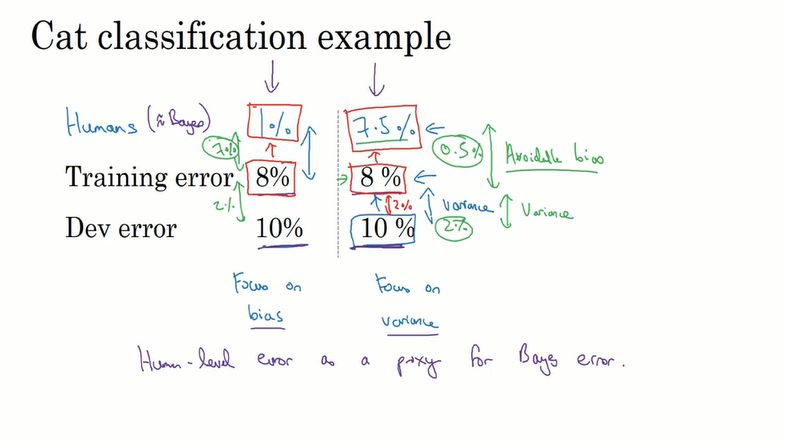 Cat classification example
Humans (≈ Bayes) 1% 7.5%
7% 0.5% Avoidable bias
Training error 8% 8 %
2% 2% variance Variance
Dev error 10% 10 % 2%
Focus on Focus on
bias variance
Human-level error as a proxy for Bayes error.